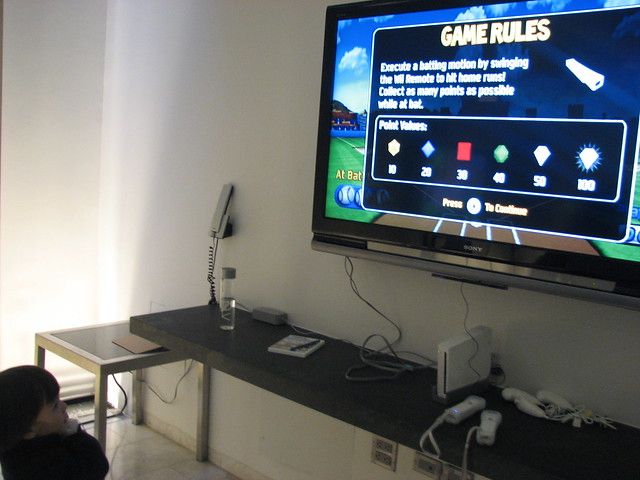 GAME RULES
Execute a batting motion by swinging
the Wii Remote to hit home runs!
Collect as many points as possible
while at bat.
Point Values:
10 20 30 40 50 100
At Bat
Press A To Continue
SONY